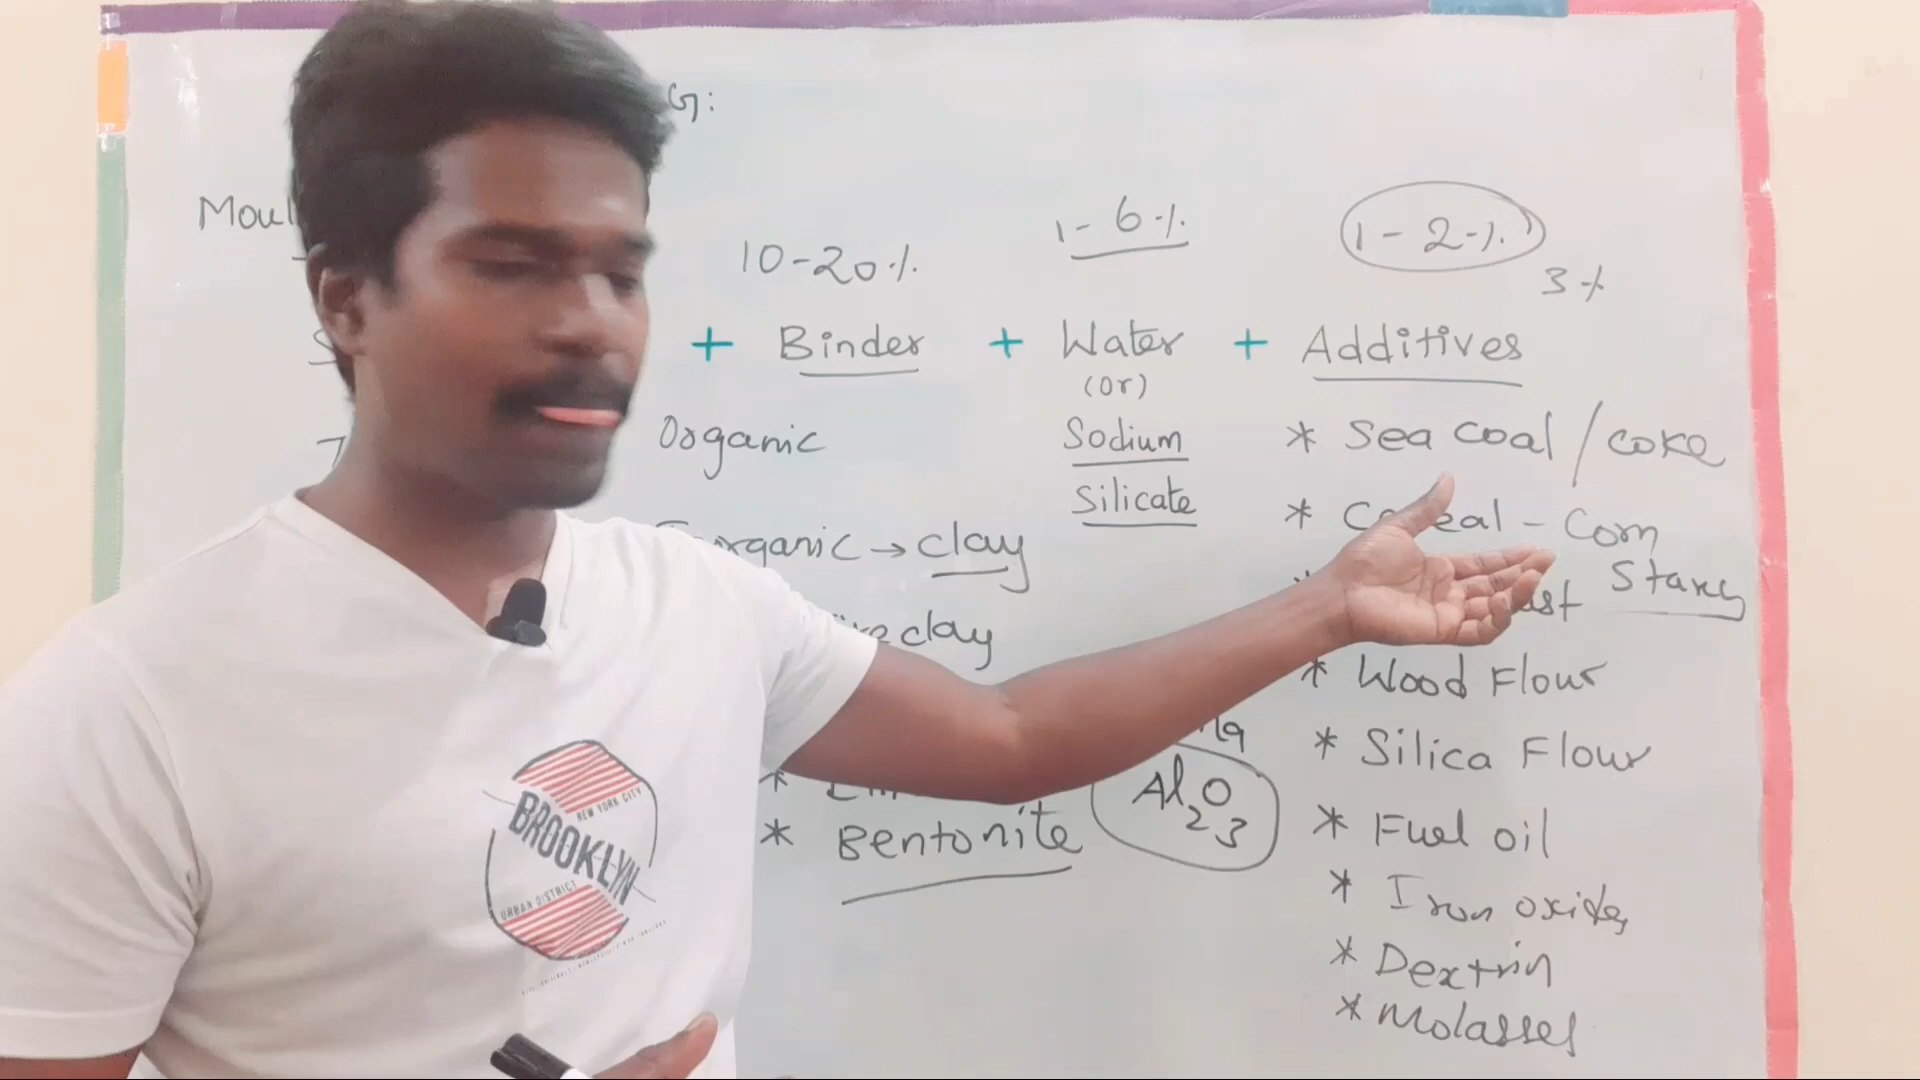 G:
Moul
10-20%
1-6%
1-2%
3%
+ Binder + Water + Additives
(or)
Organic
Sodium
Silicate
* Sea coal / coke
organic → clay
* Cereal - Corn
Starch
clay
* Wood Flour
* Silica Flour
* Bentonite
Al2O3
* Fuel oil
* Iron oxides
* Dextrin
* Molasses
NEW YORK CITY
BROOKLYN
URBAN DISTRICT